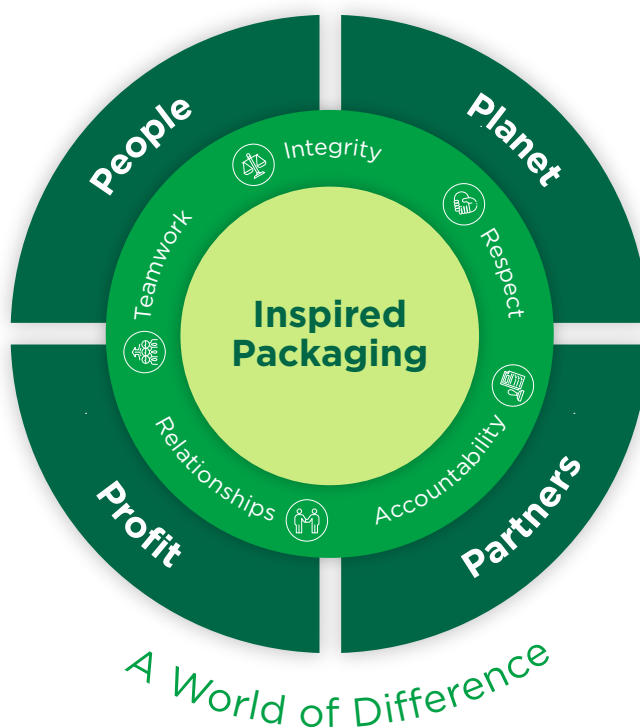 People
Planet
Integrity
Respect
Teamwork
Inspired
Packaging
Relationships
Accountability
Profit
Partners
A World of Difference